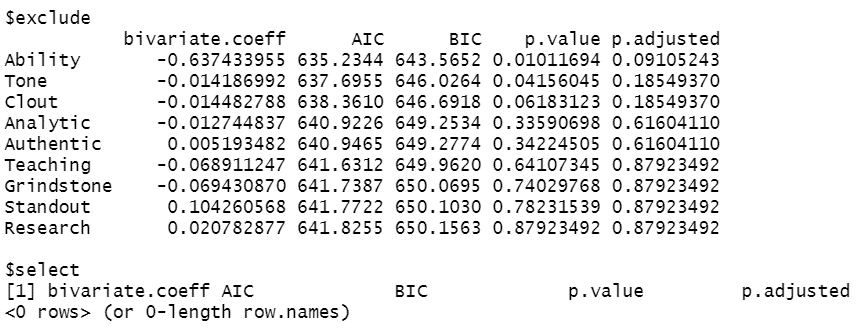 $exclude
bivariate.coeff AIC BIC p.value p.adjusted
Ability -0.637433955 635.2344 643.5652 0.01011694 0.09105243
Tone -0.014186992 637.6955 646.0264 0.04156045 0.18549370
Clout -0.014482788 638.3610 646.6918 0.06183123 0.18549370
Analytic -0.012744837 640.9226 649.2534 0.33590698 0.61604110
Authentic 0.005193482 640.9465 649.2774 0.34224505 0.61604110
Teaching -0.068911247 641.6312 649.9620 0.64107345 0.87923492
Grindstone -0.069430870 641.7387 650.0695 0.74029768 0.87923492
Standout 0.104260568 641.7722 650.1030 0.78231539 0.87923492
Research 0.020782877 641.8255 650.1563 0.87923492 0.87923492
$select
[1] bivariate.coeff AIC BIC p.value p.adjusted
<0 rows> (or 0-length row.names)